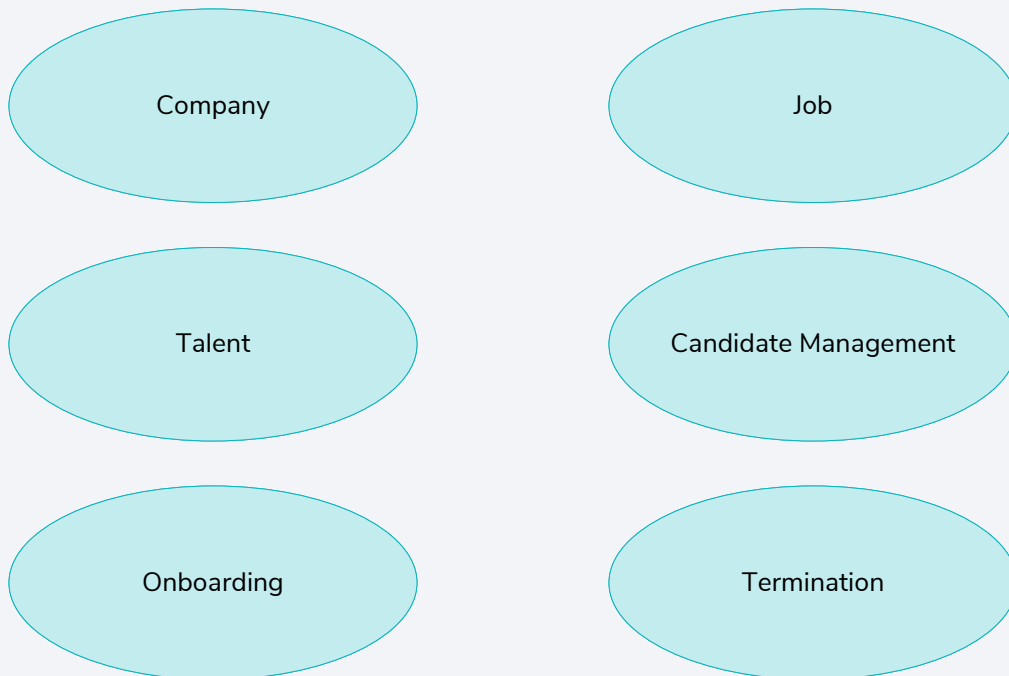 Company
Job
Talent
Candidate Management
Onboarding
Termination